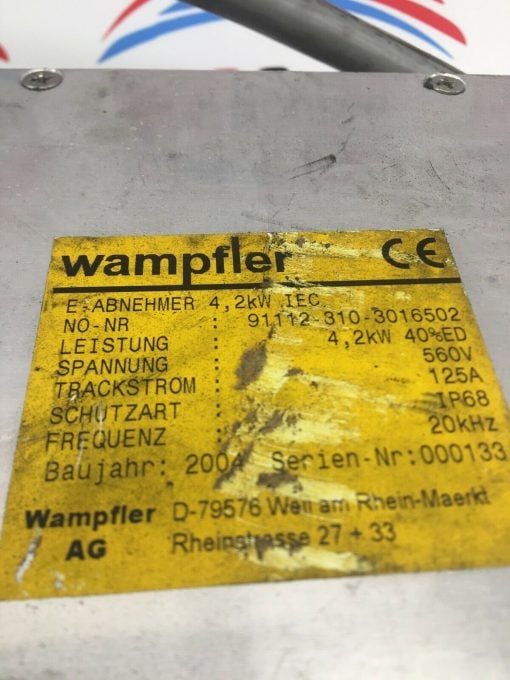 wampfler CE
E-ABNEHMER 4,2kW IEC
NO-NR : 91112-310-3016502
LEISTUNG : 4,2kW 40%ED
SPANNUNG : 560V
TRACKSTROM : 125A
SCHUTZART : IP68
FREQUENZ : 20kHz
Baujahr: 2004 Serien-Nr:000133
Wampfler AG
D-79576 Weil am Rhein-Maerkt
Rheinstrasse 27 + 33